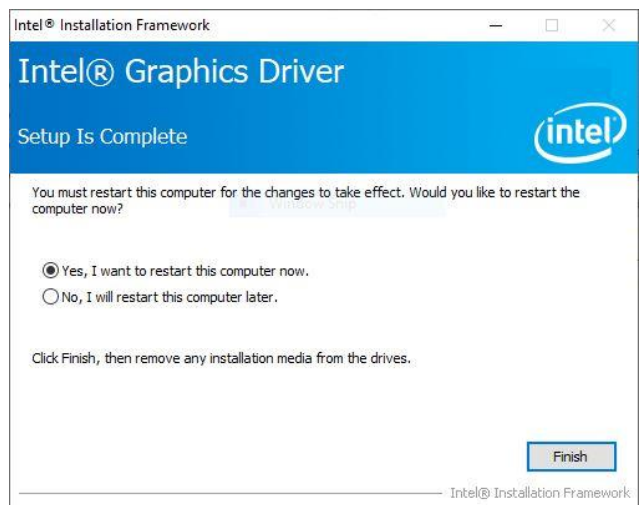 Intel® Installation Framework
Intel® Graphics Driver
Setup Is Complete
intel
You must restart this computer for the changes to take effect. Would you like to restart the
computer now?
Window Snip
Yes, I want to restart this computer now.
No, I will restart this computer later.
Click Finish, then remove any installation media from the drives.
Finish
Intel® Installation Framework